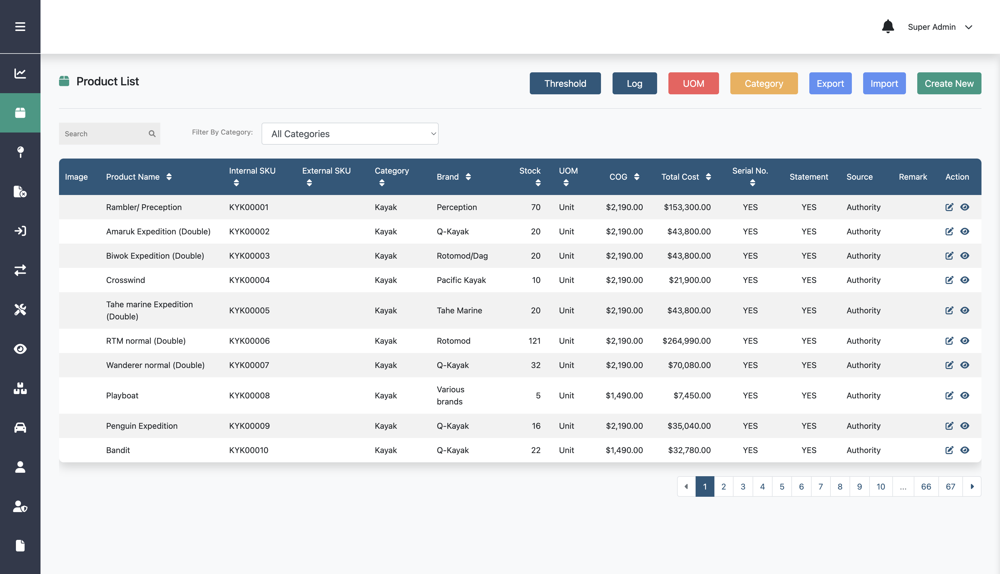 Super Admin
Product List
Threshold Log UOM Category Export Import Create New
Search Filter By Category: All Categories
Image Product Name Internal SKU External SKU Category Brand Stock UOM COG Total Cost Serial No. Statement Source Remark Action
Rambler/ Preception KYK00001 Kayak Perception 70 Unit $2,190.00 $153,300.00 YES YES Authority
Amaruk Expedition (Double) KYK00002 Kayak Q-Kayak 20 Unit $2,190.00 $43,800.00 YES YES Authority
Biwok Expedition (Double) KYK00003 Kayak Rotomod/Dag 20 Unit $2,190.00 $43,800.00 YES YES Authority
Crosswind KYK00004 Kayak Pacific Kayak 10 Unit $2,190.00 $21,900.00 YES YES Authority
Tahe marine Expedition
(Double) KYK00005 Kayak Tahe Marine 20 Unit $2,190.00 $43,800.00 YES YES Authority
RTM normal (Double) KYK00006 Kayak Rotomod 121 Unit $2,190.00 $264,990.00 YES YES Authority
Wanderer normal (Double) KYK00007 Kayak Q-Kayak 32 Unit $2,190.00 $70,080.00 YES YES Authority
Playboat KYK00008 Kayak Various
brands 5 Unit $1,490.00 $7,450.00 YES YES Authority
Penguin Expedition KYK00009 Kayak Q-Kayak 16 Unit $2,190.00 $35,040.00 YES YES Authority
Bandit KYK00010 Kayak Q-Kayak 22 Unit $1,490.00 $32,780.00 YES YES Authority
1 2 3 4 5 6 7 8 9 10 ... 66 67